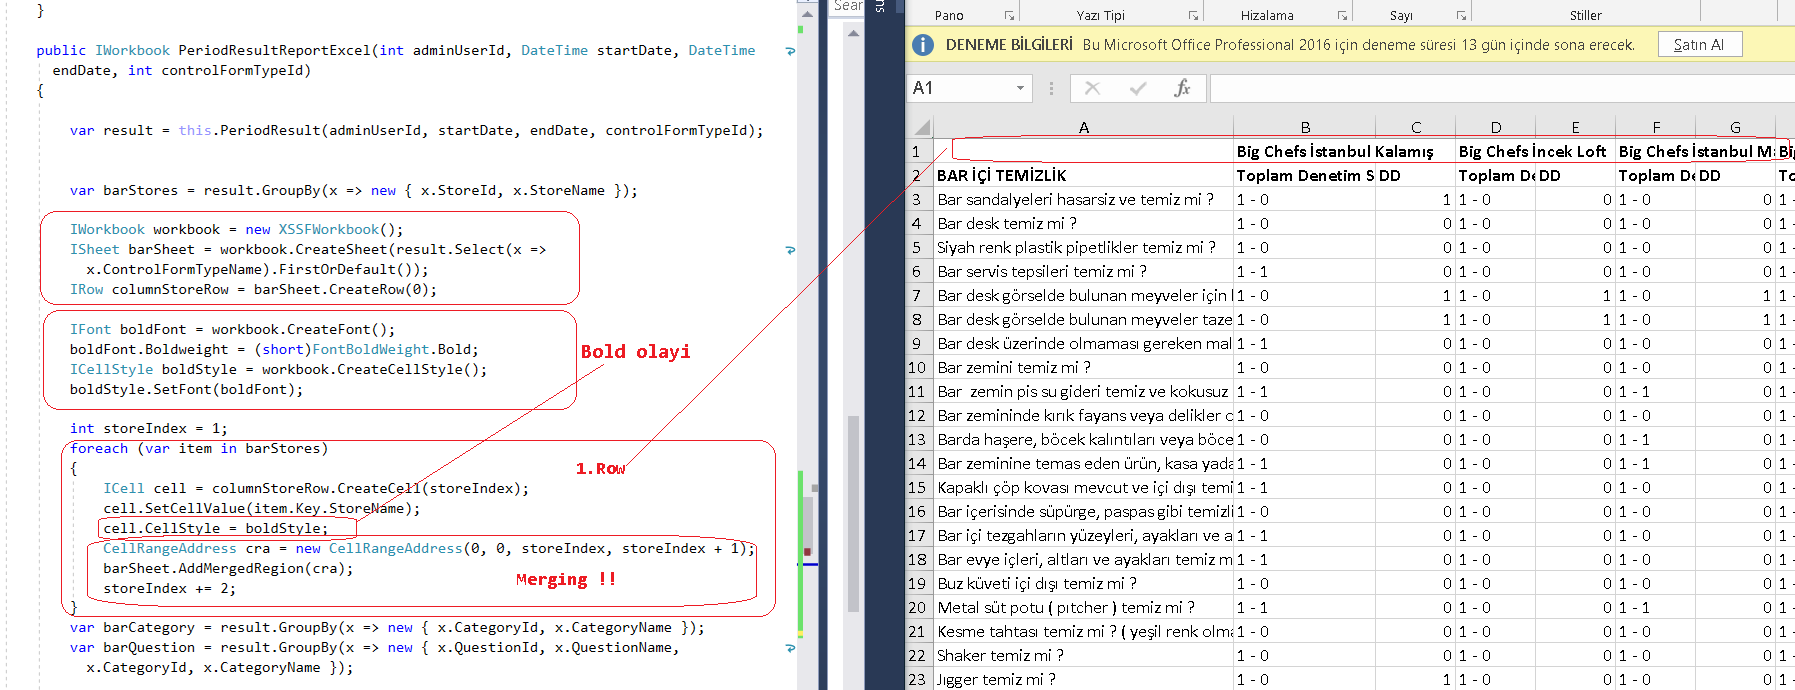 }
public IWorkbook PeriodResultReportExcel(int adminUserId, DateTime startDate, DateTime
endDate, int controlFormTypeId)
{
var result = this.PeriodResult(adminUserId, startDate, endDate, controlFormTypeId);
var barStores = result.GroupBy(x => new { x.StoreId, x.StoreName });
IWorkbook workbook = new XSSFWorkbook();
ISheet barSheet = workbook.CreateSheet(result.Select(x =>
x.ControlFormTypeName).FirstOrDefault());
IRow columnStoreRow = barSheet.CreateRow(0);
IFont boldFont = workbook.CreateFont();
boldFont.Boldweight = (short)FontBoldWeight.Bold;
ICellStyle boldStyle = workbook.CreateCellStyle();
boldStyle.SetFont(boldFont);
Bold olayi
int storeIndex = 1;
foreach (var item in barStores)
1.Row
{
ICell cell = columnStoreRow.CreateCell(storeIndex);
cell.SetCellValue(item.Key.StoreName);
cell.CellStyle = boldStyle;
CellRangeAddress cra = new CellRangeAddress(0, 0, storeIndex, storeIndex + 1);
barSheet.AddMergedRegion(cra);
Merging !!
storeIndex += 2;
}
var barCategory = result.GroupBy(x => new { x.CategoryId, x.CategoryName });
var barQuestion = result.GroupBy(x => new { x.QuestionId, x.QuestionName,
x.CategoryId, x.CategoryName });
Sear
Pano Yazı Tipi Hizalama Sayı Stiller
DENEME BİLGİLERİ Bu Microsoft Office Professional 2016 için deneme süresi 13 gün içinde sona erecek. Satın Al
A1 fx
A B C D E F G
1 Big Chefs İstanbul Kalamış Big Chefs İncek Loft Big Chefs İstanbul M Bi
2 BAR İÇİ TEMİZLİK Toplam Denetim S DD Toplam De DD Toplam De DD To
3 Bar sandalyeleri hasarsiz ve temiz mi ? 1 - 0 1 1 - 0 0 1 - 0 0 1 -
4 Bar desk temiz mi ? 1 - 0 0 1 - 0 0 1 - 0 0 1 -
5 Siyah renk plastik pipetlikler temiz mi ? 1 - 0 0 1 - 0 0 1 - 0 0 1 -
6 Bar servis tepsileri temiz mi ? 1 - 1 0 1 - 0 0 1 - 0 0 1 -
7 Bar desk görselde bulunan meyveler için 1 - 0 1 1 - 0 1 1 - 0 1 1 -
8 Bar desk görselde bulunan meyveler taze 1 - 0 1 1 - 0 1 1 - 0 1 1 -
9 Bar desk üzerinde olmaması gereken mal 1 - 1 0 1 - 0 0 1 - 0 0 1 -
10 Bar zemini temiz mi ? 1 - 0 0 1 - 0 0 1 - 0 0 1 -
11 Bar zemin pis su gideri temiz ve kokusuz 1 - 1 0 1 - 0 0 1 - 1 0 1 -
12 Bar zemininde kırık fayans veya delikler 1 - 0 0 1 - 0 0 1 - 0 0 1 -
13 Barda haşere, böcek kalıntıları veya böce 1 - 0 0 1 - 0 0 1 - 1 0 1 -
14 Bar zeminine temas eden ürün, kasa yada 1 - 1 0 1 - 0 0 1 - 1 0 1 -
15 Kapaklı çöp kovası mevcut ve içi dışı temi 1 - 1 0 1 - 0 0 1 - 0 0 1 -
16 Bar içerisinde süpürge, paspas gibi temizli 1 - 0 0 1 - 0 0 1 - 0 0 1 -
17 Bar içi tezgahların yüzeyleri, ayakları ve a 1 - 1 0 1 - 0 0 1 - 0 0 1 -
18 Bar evye içleri, altları ve ayakları temiz m 1 - 1 0 1 - 0 0 1 - 0 0 1 -
19 Buz küveti içi dışı temiz mi ? 1 - 0 0 1 - 0 0 1 - 0 0 1 -
20 Metal süt potu ( pıtcher ) temiz mi ? 1 - 1 0 1 - 0 0 1 - 1 0 1 -
21 Kesme tahtası temiz mi ? ( yeşil renk olma 1 - 0 0 1 - 0 0 1 - 0 0 1 -
22 Shaker temiz mi ? 1 - 0 0 1 - 0 0 1 - 0 0 1 -
23 Jıgger temiz mi ? 1 - 0 1 1 - 0 0 1 - 0 0 1 -